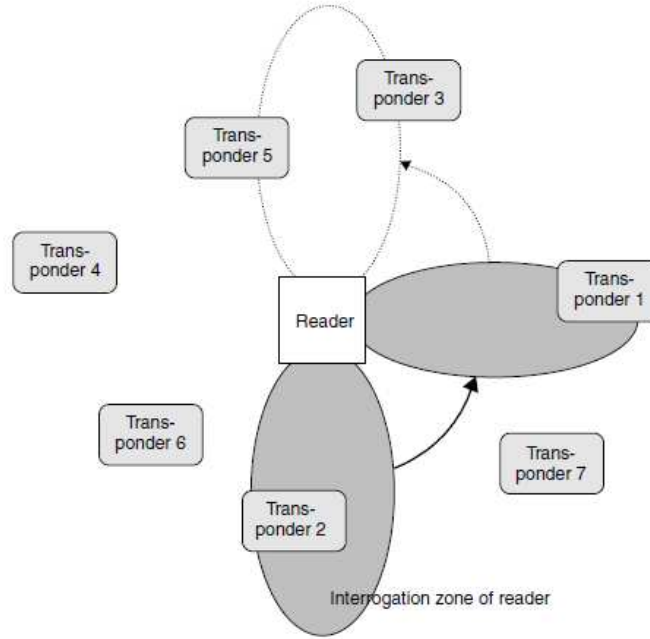 Trans-
ponder 3
Trans-
ponder 5
Trans-
ponder 4
Trans-
ponder 1
Reader
Trans-
ponder 6
Trans-
ponder 7
Trans-
ponder 2
Interrogation zone of reader